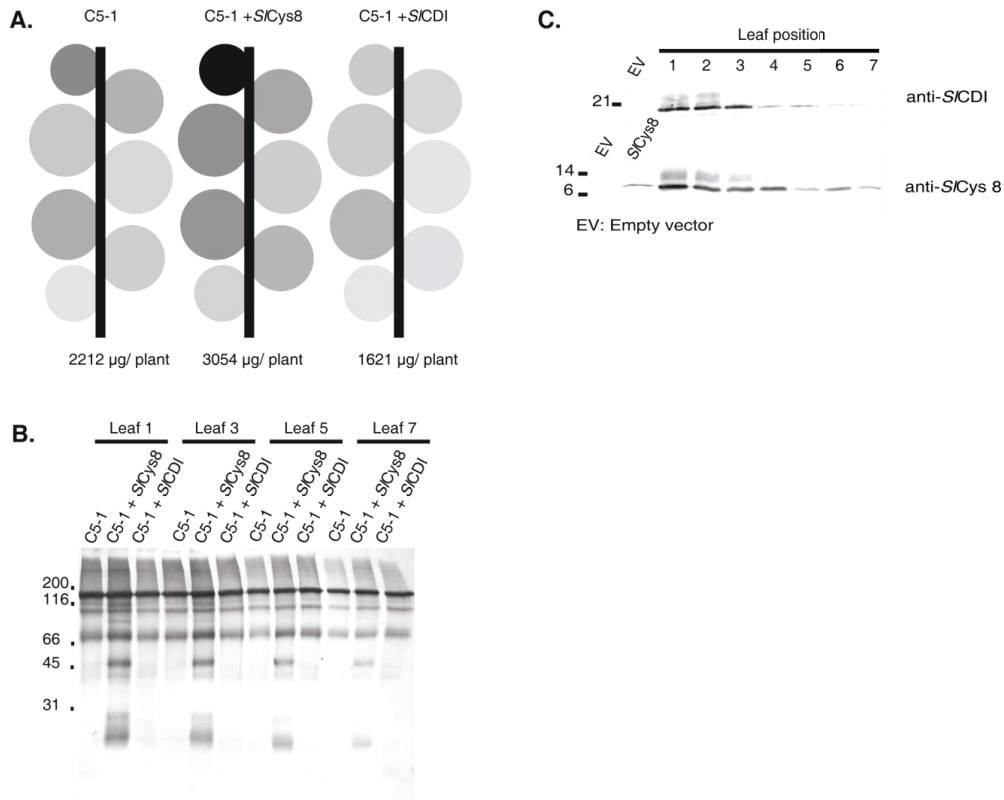 A.
C5-1
C5-1 +SlCys8
C5-1 +SlCDI
2212 µg/ plant
3054 µg/ plant
1621 µg/ plant
B.
Leaf 1
Leaf 3
Leaf 5
Leaf 7
C5-1
C5-1 + SlCys8
C5-1 + SlCDI
C5-1
C5-1 + SlCys8
C5-1 + SlCDI
C5-1
C5-1 + SlCys8
C5-1 + SlCDI
C5-1
C5-1 + SlCys8
C5-1 + SlCDI
200
116
66
45
31
C.
Leaf position
EV
1 2 3 4 5 6 7
21
anti-SlCDI
EV
SlCys8
14
6
anti-SlCys 8
EV: Empty vector